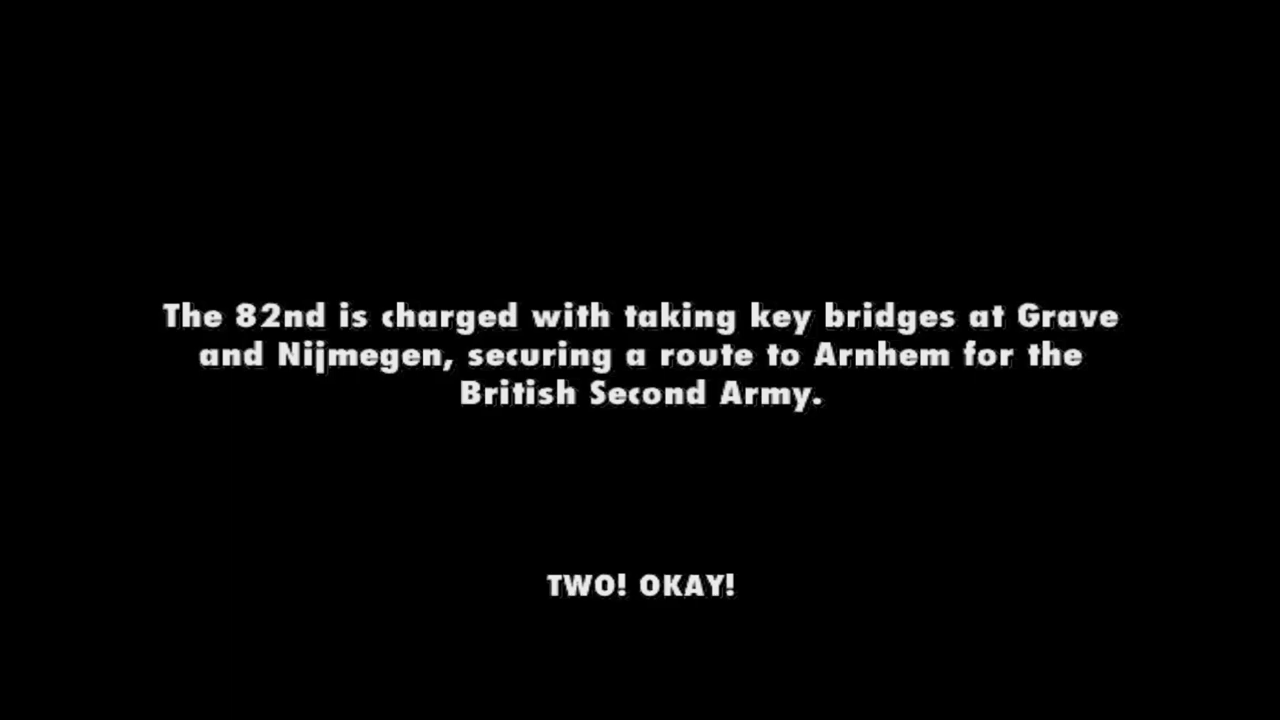 The 82nd is charged with taking key bridges at Grave
and Nijmegen, securing a route to Arnhem for the
British Second Army.
TWO! OKAY!